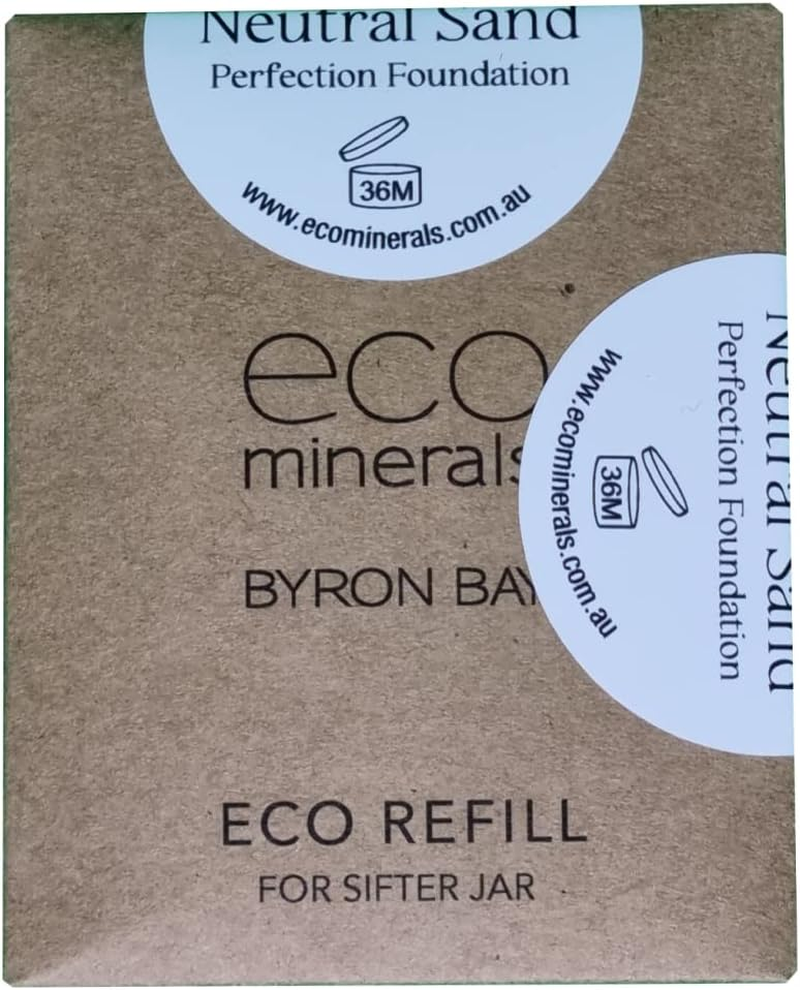 Neutral Sand
Perfection Foundation
36M
www.ecominerals.com.au
eco
minerals
BYRON BAY
Neutral Sand
Perfection Foundation
36M
www.ecominerals.com.au
ECO REFILL
FOR SIFTER JAR